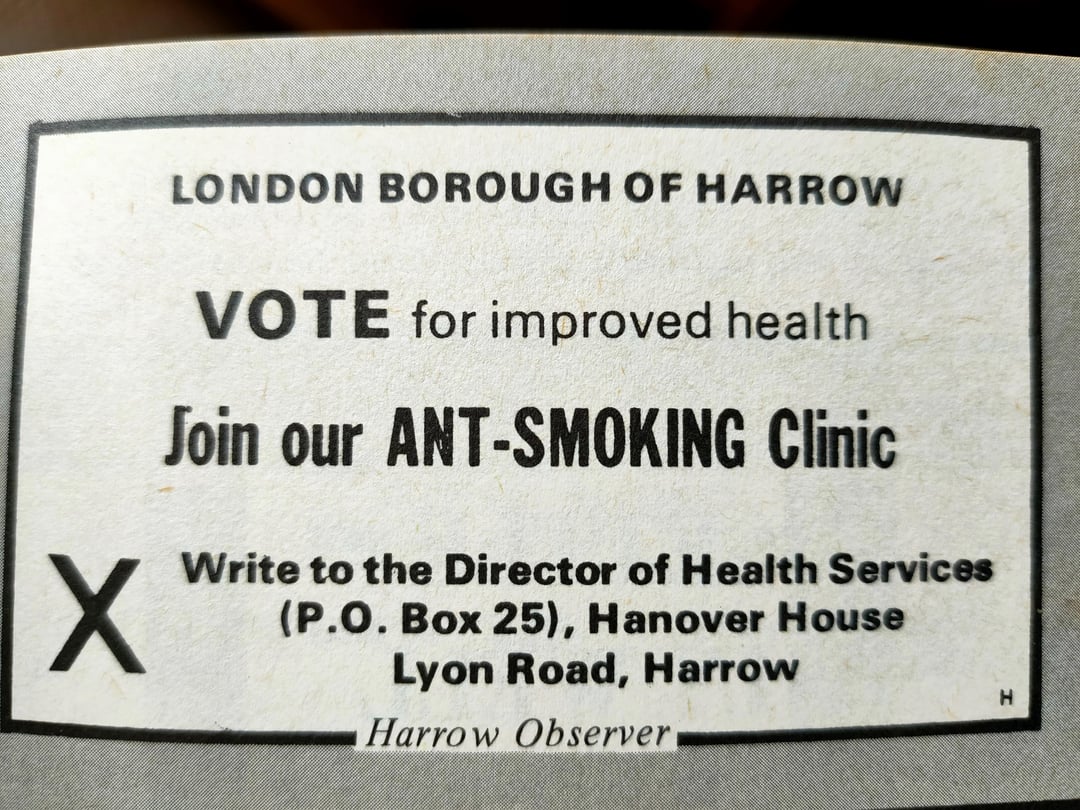 LONDON BOROUGH OF HARROW
VOTE for improved health
Join our ANT-SMOKING Clinic
X
Write to the Director of Health Services
(P.O. Box 25), Hanover House
Lyon Road, Harrow
H
Harrow Observer